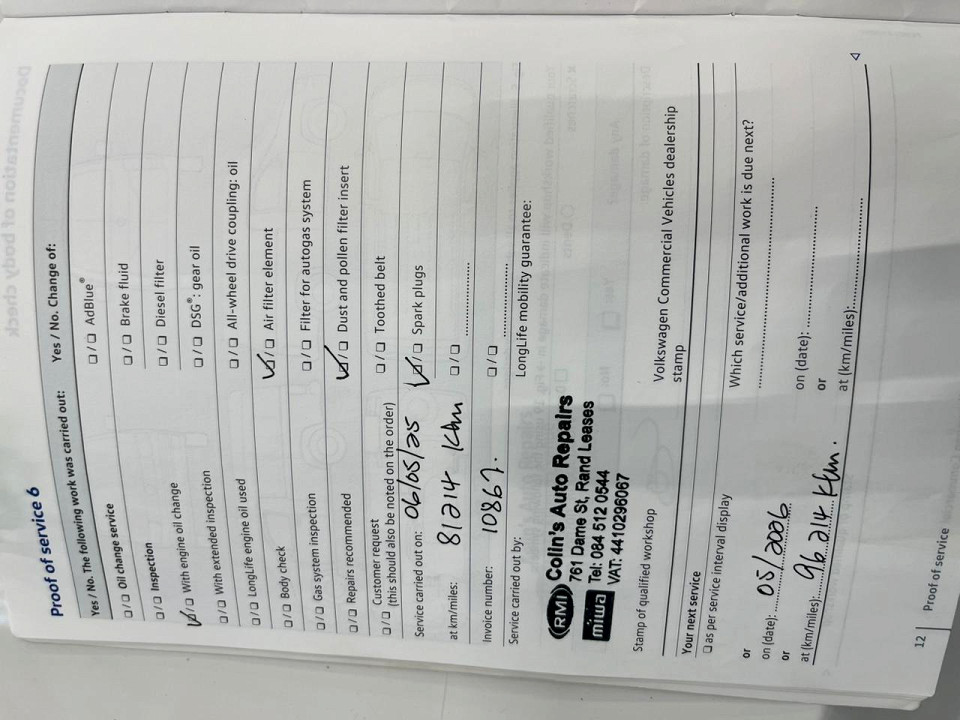 Proof of service 6
Yes / No. The following work was carried out:
☐/☐ Oil change service
☐/☐ Inspection
☑/☐ With engine oil change
☐/☐ With extended inspection
☐/☐ LongLife engine oil used
☐/☐ Body check
☐/☐ Gas system inspection
☐/☐ Repairs recommended
☐/☐ Customer request
(this should also be noted on the order)
Service carried out on: 06/05/25
at km/miles: 81214 Klm
Invoice number: 10867.
Service carried out by:
RMI Colin's Auto Repairs
miwa 761 Dame St, Rand Leases
Tel: 084 512 0544
VAT: 4410296067
Stamp of qualified workshop
Yes / No. Change of:
☐/☐ AdBlue®
☐/☐ Brake fluid
☐/☐ Diesel filter
☐/☐ DSG®: gear oil
☐/☐ All-wheel drive coupling: oil
☑/☐ Air filter element
☐/☐ Filter for autogas system
☑/☐ Dust and pollen filter insert
☐/☐ Toothed belt
☑/☐ Spark plugs
☐/☐ ....................
☐/☐ ....................
LongLife mobility guarantee:
Volkswagen Commercial Vehicles dealership
stamp
Your next service
☐ as per service interval display
or
on (date): 05/2006
or
at (km/miles): 96 214 Klm.
Which service/additional work is due next?
........................................
on (date): ........................
or
at (km/miles): ........................
12 | Proof of service
Documentation of body check